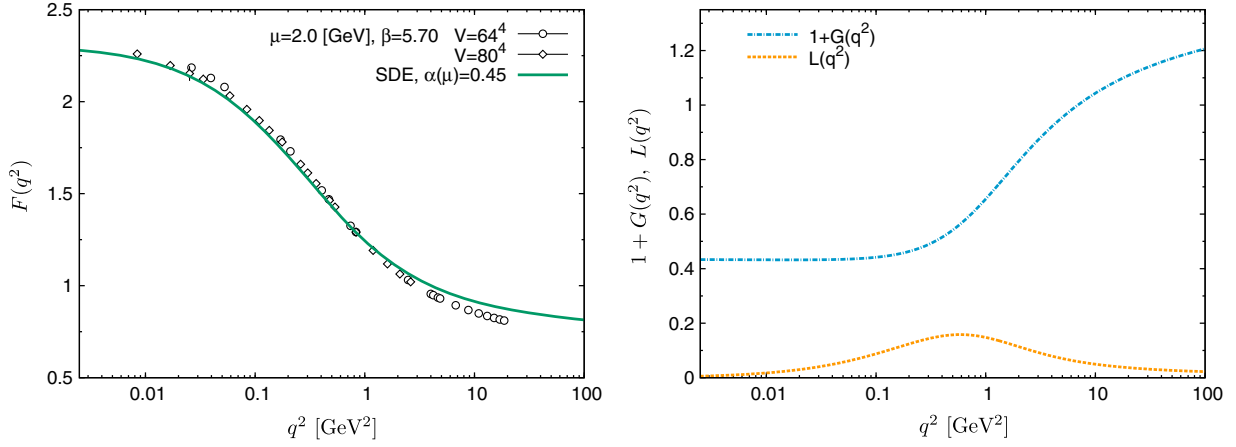 μ=2.0 [GeV], β=5.70 V=64⁴
V=80⁴
SDE, α(μ)=0.45
2.5
2
1.5
1
0.5
F(q²)
0.01 0.1 1 10 100
q² [GeV²]
1+G(q²)
L(q²)
1.2
1
0.8
0.6
0.4
0.2
0
1 + G(q²), L(q²)
0.01 0.1 1 10 100
q² [GeV²]